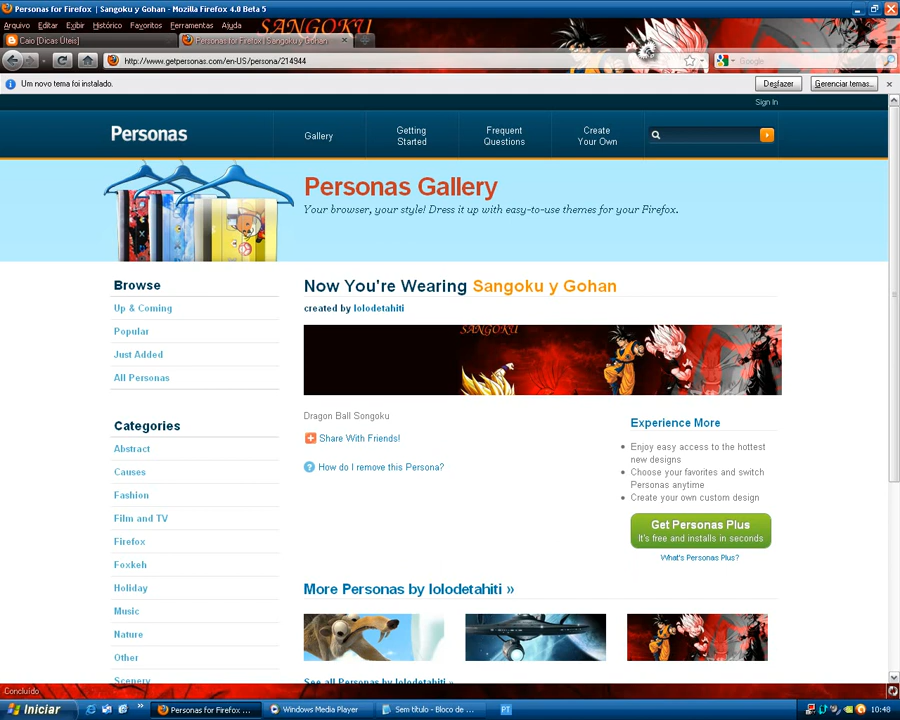 Personas for Firefox | Sangoku y Gohan - Mozilla Firefox 4.0 Beta 5
Arquivo Editar Exibir Histórico Favoritos Ferramentas Ajuda
SANGOKU
Caio [Dicas Úteis]
Personas for Firefox | Sangoku y Gohan
http://www.getpersonas.com/en-US/persona/214944
Google
Um novo tema foi instalado.
Desfazer
Gerenciar temas...
Sign In
Personas
Gallery
Getting Started
Frequent Questions
Create Your Own
Personas Gallery
Your browser, your style! Dress it up with easy-to-use themes for your Firefox.
Browse
Up & Coming
Popular
Just Added
All Personas
Categories
Abstract
Causes
Fashion
Film and TV
Firefox
Foxkeh
Holiday
Music
Nature
Other
Scenery
Now You're Wearing Sangoku y Gohan
created by lolodetahiti
SANGOKU
Dragon Ball Songoku
Share With Friends!
How do I remove this Persona?
Experience More
Enjoy easy access to the hottest
new designs
Choose your favorites and switch
Personas anytime
Create your own custom design
Get Personas Plus
It's free and installs in seconds
What's Personas Plus?
More Personas by lolodetahiti »
See all Personas by lolodetahiti »
Concluído
Iniciar
Personas for Firefox ...
Windows Media Player
Sem título - Bloco de ...
PT
10:48